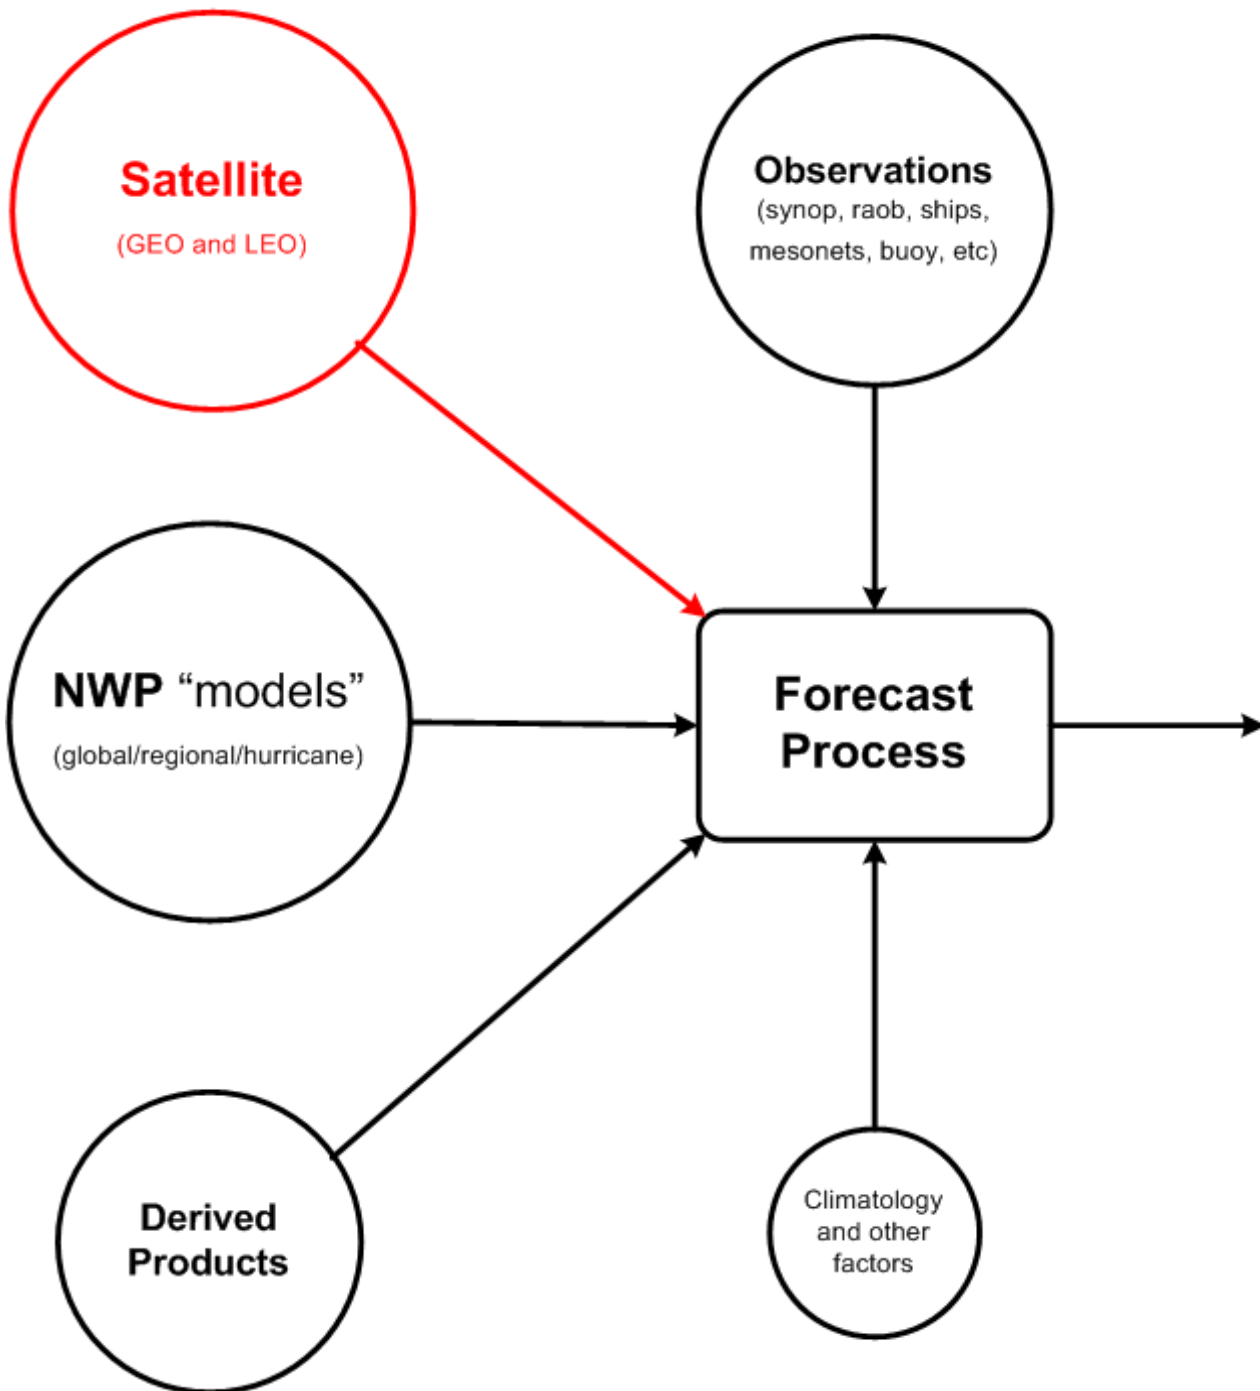 Satellite
(GEO and LEO)
Observations
(synop, raob, ships,
mesonets, buoy, etc)
NWP “models”
(global/regional/hurricane)
Forecast
Process
Derived
Products
Climatology
and other
factors